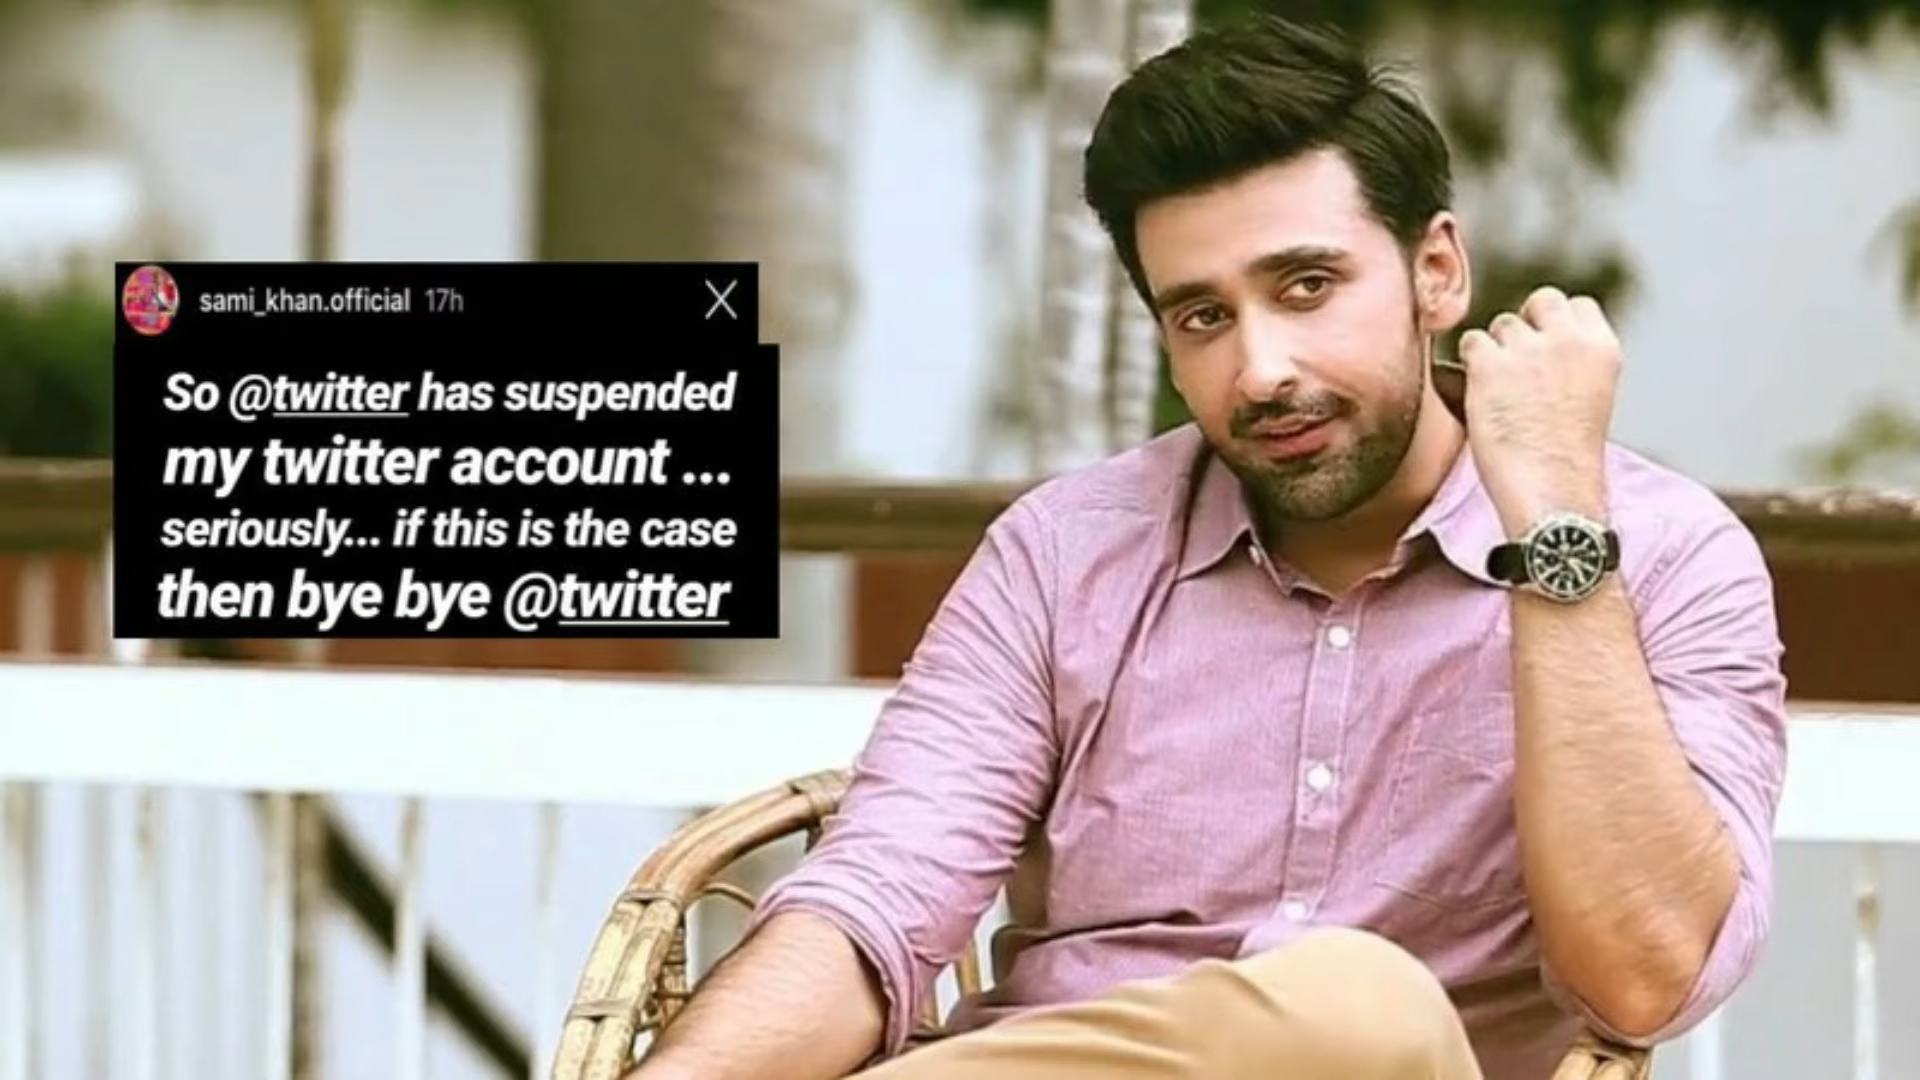 sami_khan.official 17h
So @twitter has suspended
my twitter account ...
seriously... if this is the case
then bye bye @twitter